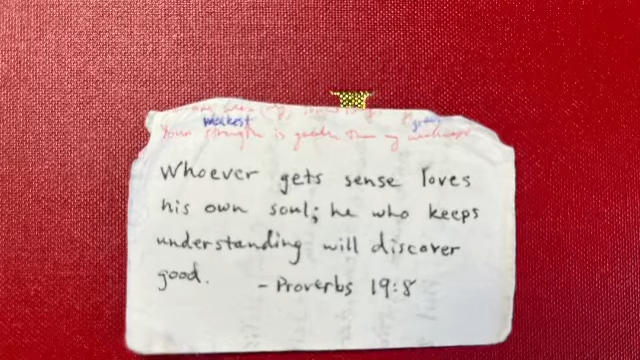 weakest
Your strength is greater than my weakness
Whoever gets sense loves
his own soul; he who keeps
understanding will discover
good. - Proverbs 19:8